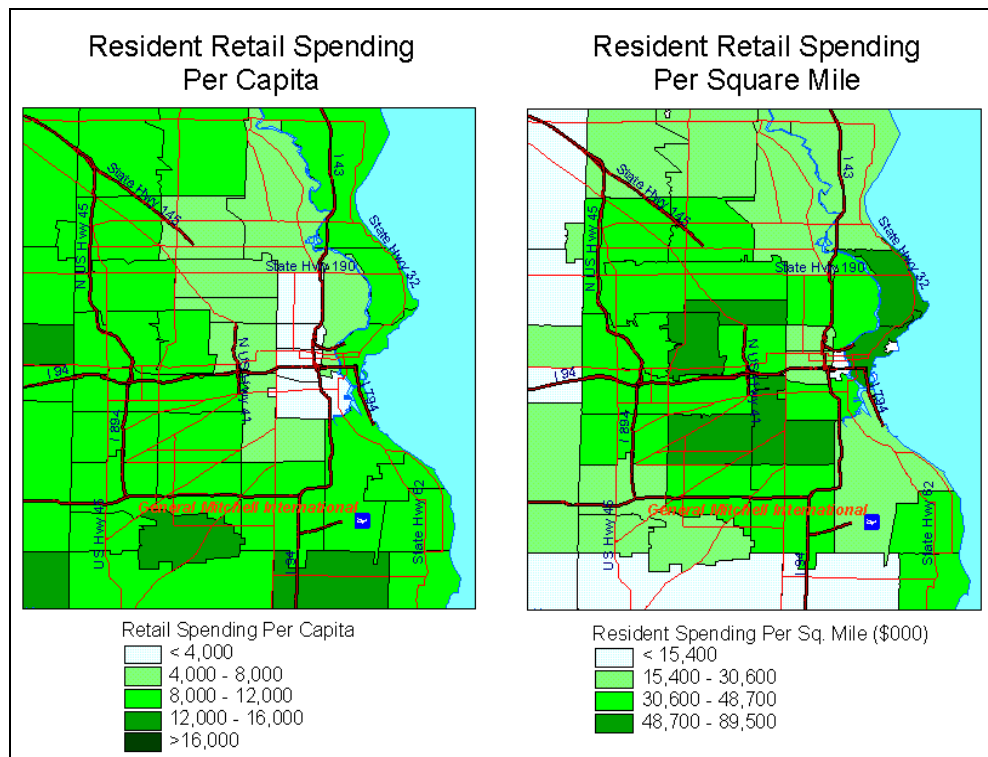 Resident Retail Spending
Per Capita
State Hwy 145
N US Hwy 45
I 43
State Hwy 32
State Hwy 190
N US Hwy 41
I 94
I 794
I 894
General Mitchell International
US Hwy 45
I 94
State Hwy 62
Retail Spending Per Capita
< 4,000
4,000 - 8,000
8,000 - 12,000
12,000 - 16,000
>16,000
Resident Retail Spending
Per Square Mile
State Hwy 145
N US Hwy 45
I 43
State Hwy 32
State Hwy 190
N US Hwy 41
I 94
I 794
I 894
General Mitchell International
US Hwy 45
I 94
State Hwy 62
Resident Spending Per Sq. Mile ($000)
< 15,400
15,400 - 30,600
30,600 - 48,700
48,700 - 89,500